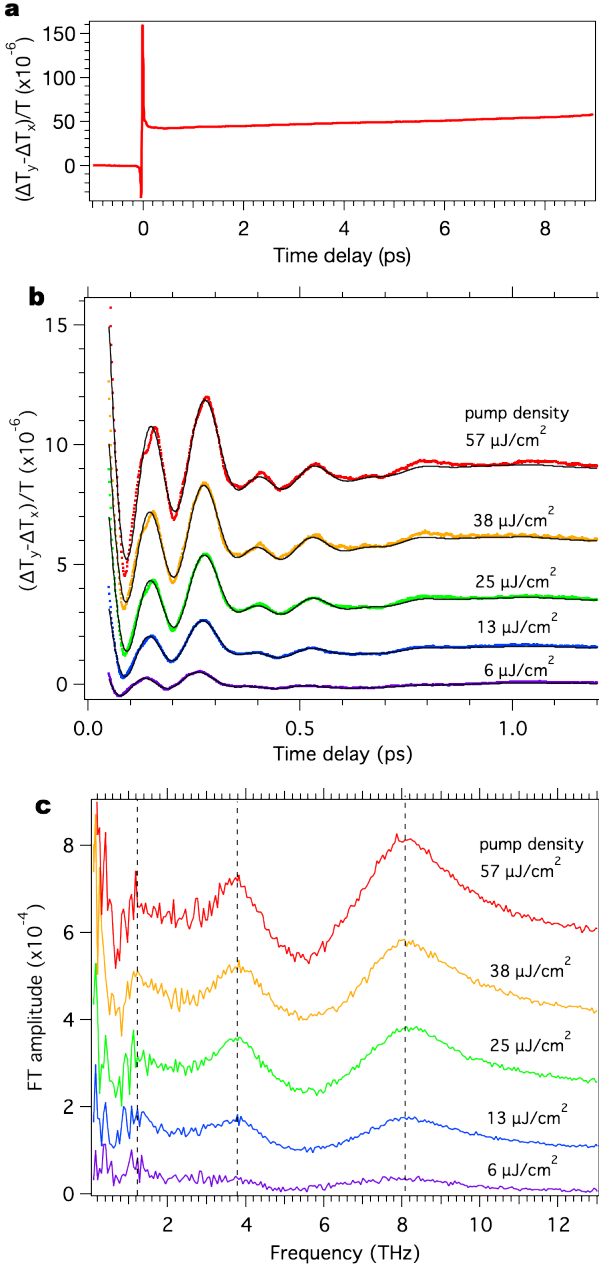 a
(ΔTy-ΔTx)/T (x10-6)
150
100
50
0
0 2 4 6 8
Time delay (ps)
b
(ΔTy-ΔTx)/T (x10-6)
15
10
5
0
pump density
57 µJ/cm2
38 µJ/cm2
25 µJ/cm2
13 µJ/cm2
6 µJ/cm2
0.0 0.5 1.0
Time delay (ps)
c
FT amplitude (x10-4)
8
6
4
2
0
pump density
57 µJ/cm2
38 µJ/cm2
25 µJ/cm2
13 µJ/cm2
6 µJ/cm2
2 4 6 8 10 12
Frequency (THz)